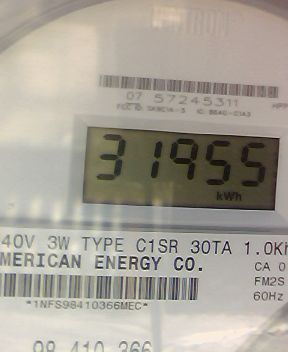 07 57245311
31955
kWh
40V 3W TYPE C1SR 30TA 1.0Kh
MERICAN ENERGY CO.
CA 0
FM2S
60Hz
*1NFS98410366MEC*
98 410 366